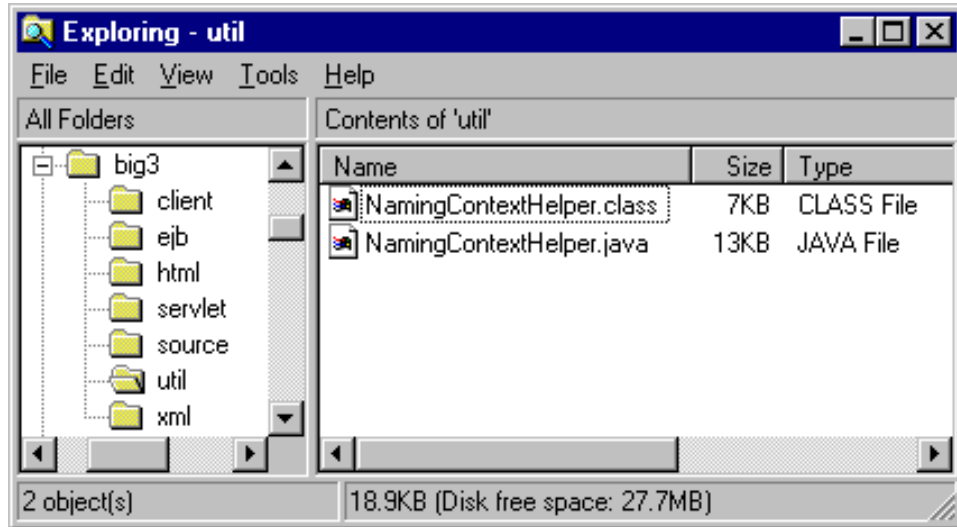 Exploring - util
File Edit View Tools Help
All Folders
Contents of 'util'
big3
client
ejb
html
servlet
source
util
xml
Name Size Type
NamingContextHelper.class 7KB CLASS File
NamingContextHelper.java 13KB JAVA File
2 object(s)
18.9KB (Disk free space: 27.7MB)